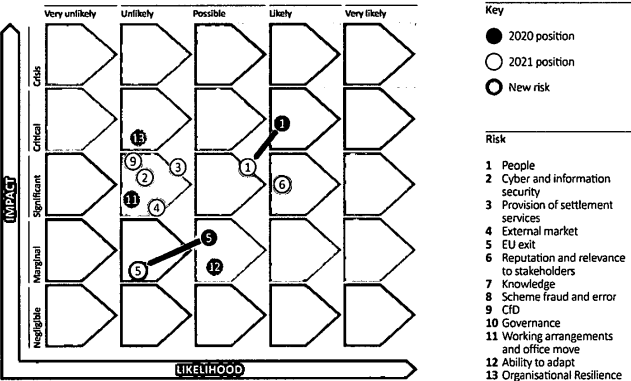 Very unlikely Unlikely Possible Likely Very likely
Crisis
Critical
Significant
Marginal
Negligible
IMPACT
LIKELIHOOD
13
1
9
3
2
1
6
11
4
5
5
12
Key
2020 position
2021 position
New risk
Risk
1 People
2 Cyber and information
security
3 Provision of settlement
services
4 External market
5 EU exit
6 Reputation and relevance
to stakeholders
7 Knowledge
8 Scheme fraud and error
9 CfD
10 Governance
11 Working arrangements
and office move
12 Ability to adapt
13 Organisational Resilience